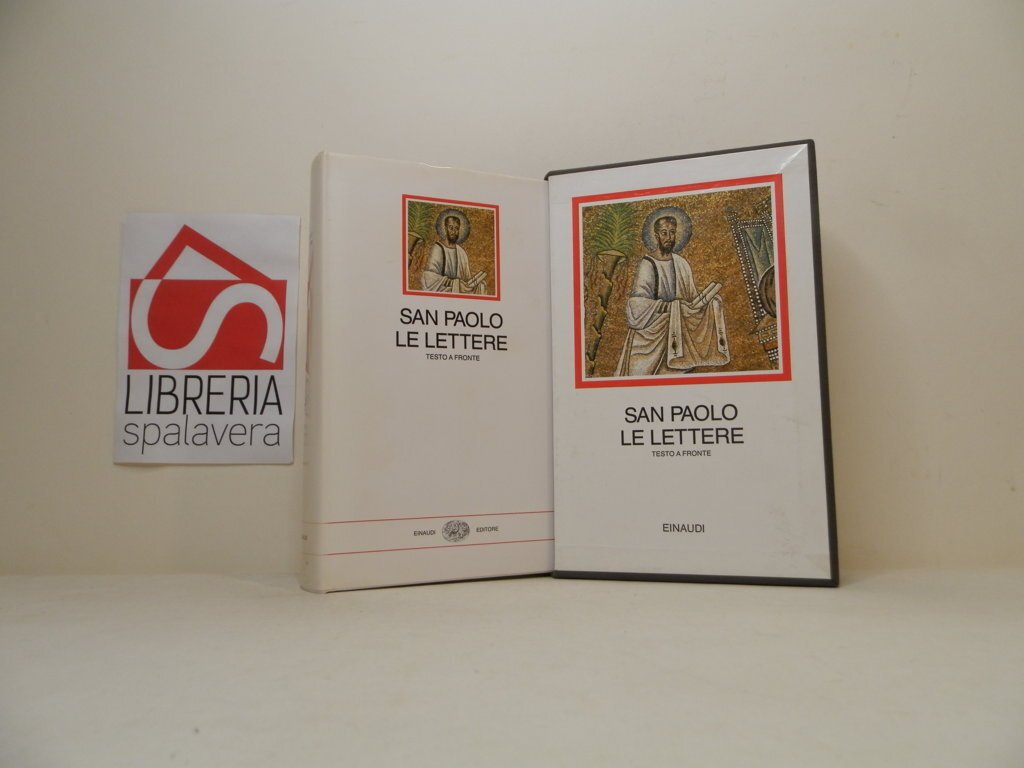 LIBRERIA
spalavera
SAN PAOLO
LE LETTERE
TESTO A FRONTE
EINAUDI EDITORE
SAN PAOLO
LE LETTERE
TESTO A FRONTE
EINAUDI